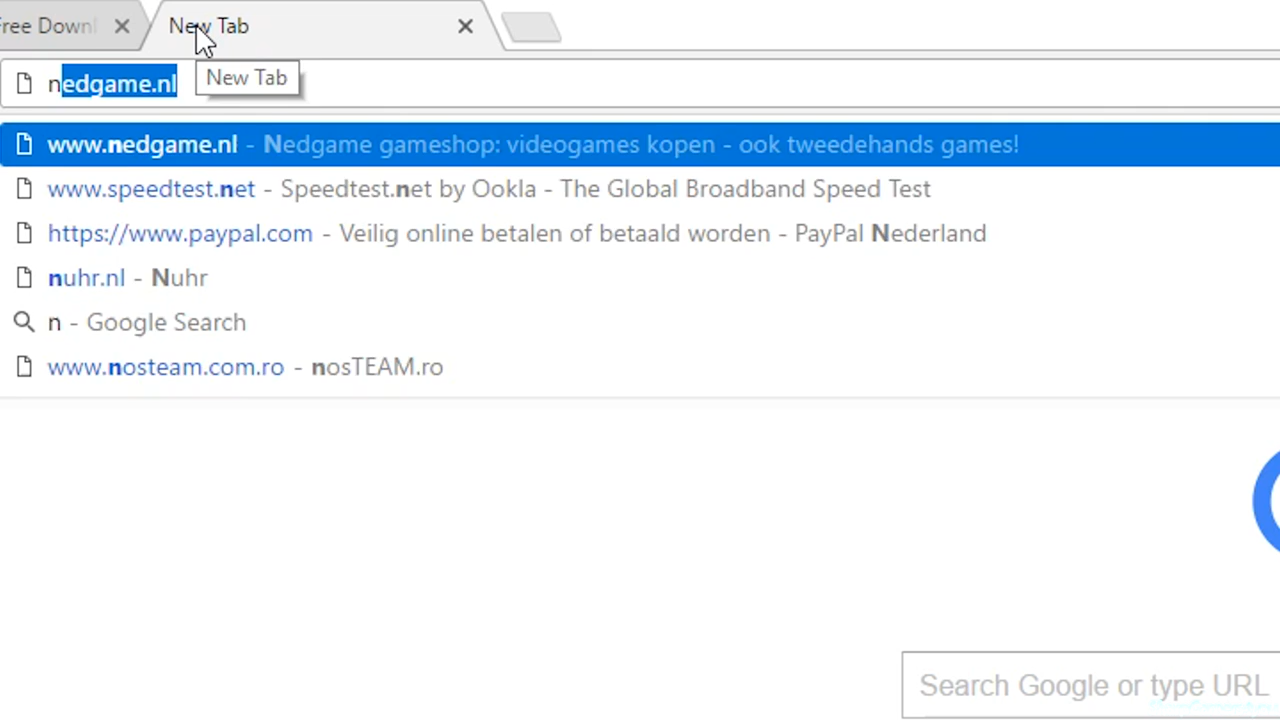 Free Downl
New Tab
nedgame.nl
New Tab
www.nedgame.nl - Nedgame gameshop: videogames kopen - ook tweedehands games!
www.speedtest.net - Speedtest.net by Ookla - The Global Broadband Speed Test
https://www.paypal.com - Veilig online betalen of betaald worden - PayPal Nederland
nuhr.nl - Nuhr
n - Google Search
www.nosteam.com.ro - nosTEAM.ro
Search Google or type URL